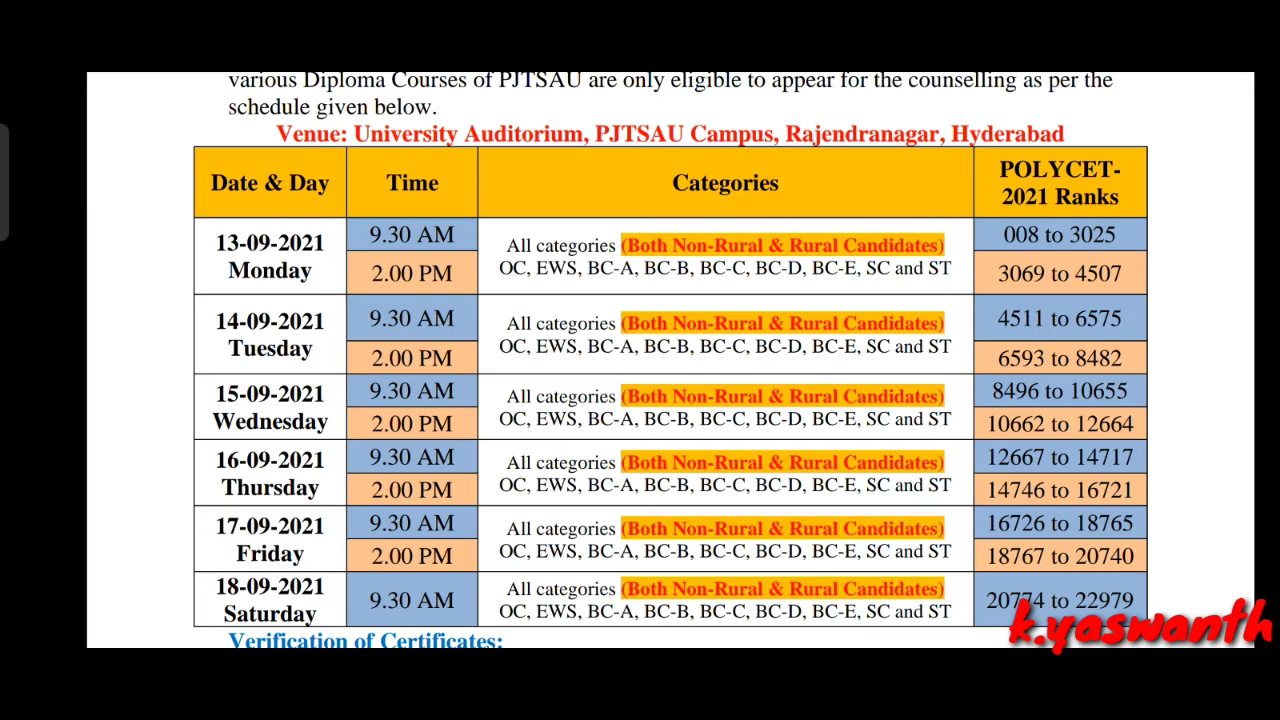 various Diploma Courses of PJTSAU are only eligible to appear for the counselling as per the
schedule given below.
Venue: University Auditorium, PJTSAU Campus, Rajendranagar, Hyderabad
Date & Day Time Categories POLYCET-
2021 Ranks
13-09-2021
Monday
9.30 AM
2.00 PM
All categories (Both Non-Rural & Rural Candidates)
OC, EWS, BC-A, BC-B, BC-C, BC-D, BC-E, SC and ST
008 to 3025
3069 to 4507
14-09-2021
Tuesday
9.30 AM
2.00 PM
All categories (Both Non-Rural & Rural Candidates)
OC, EWS, BC-A, BC-B, BC-C, BC-D, BC-E, SC and ST
4511 to 6575
6593 to 8482
15-09-2021
Wednesday
9.30 AM
2.00 PM
All categories (Both Non-Rural & Rural Candidates)
OC, EWS, BC-A, BC-B, BC-C, BC-D, BC-E, SC and ST
8496 to 10655
10662 to 12664
16-09-2021
Thursday
9.30 AM
2.00 PM
All categories (Both Non-Rural & Rural Candidates)
OC, EWS, BC-A, BC-B, BC-C, BC-D, BC-E, SC and ST
12667 to 14717
14746 to 16721
17-09-2021
Friday
9.30 AM
2.00 PM
All categories (Both Non-Rural & Rural Candidates)
OC, EWS, BC-A, BC-B, BC-C, BC-D, BC-E, SC and ST
16726 to 18765
18767 to 20740
18-09-2021
Saturday
9.30 AM
All categories (Both Non-Rural & Rural Candidates)
OC, EWS, BC-A, BC-B, BC-C, BC-D, BC-E, SC and ST
20774 to 22979
k.yaswanth
Verification of Certificates: